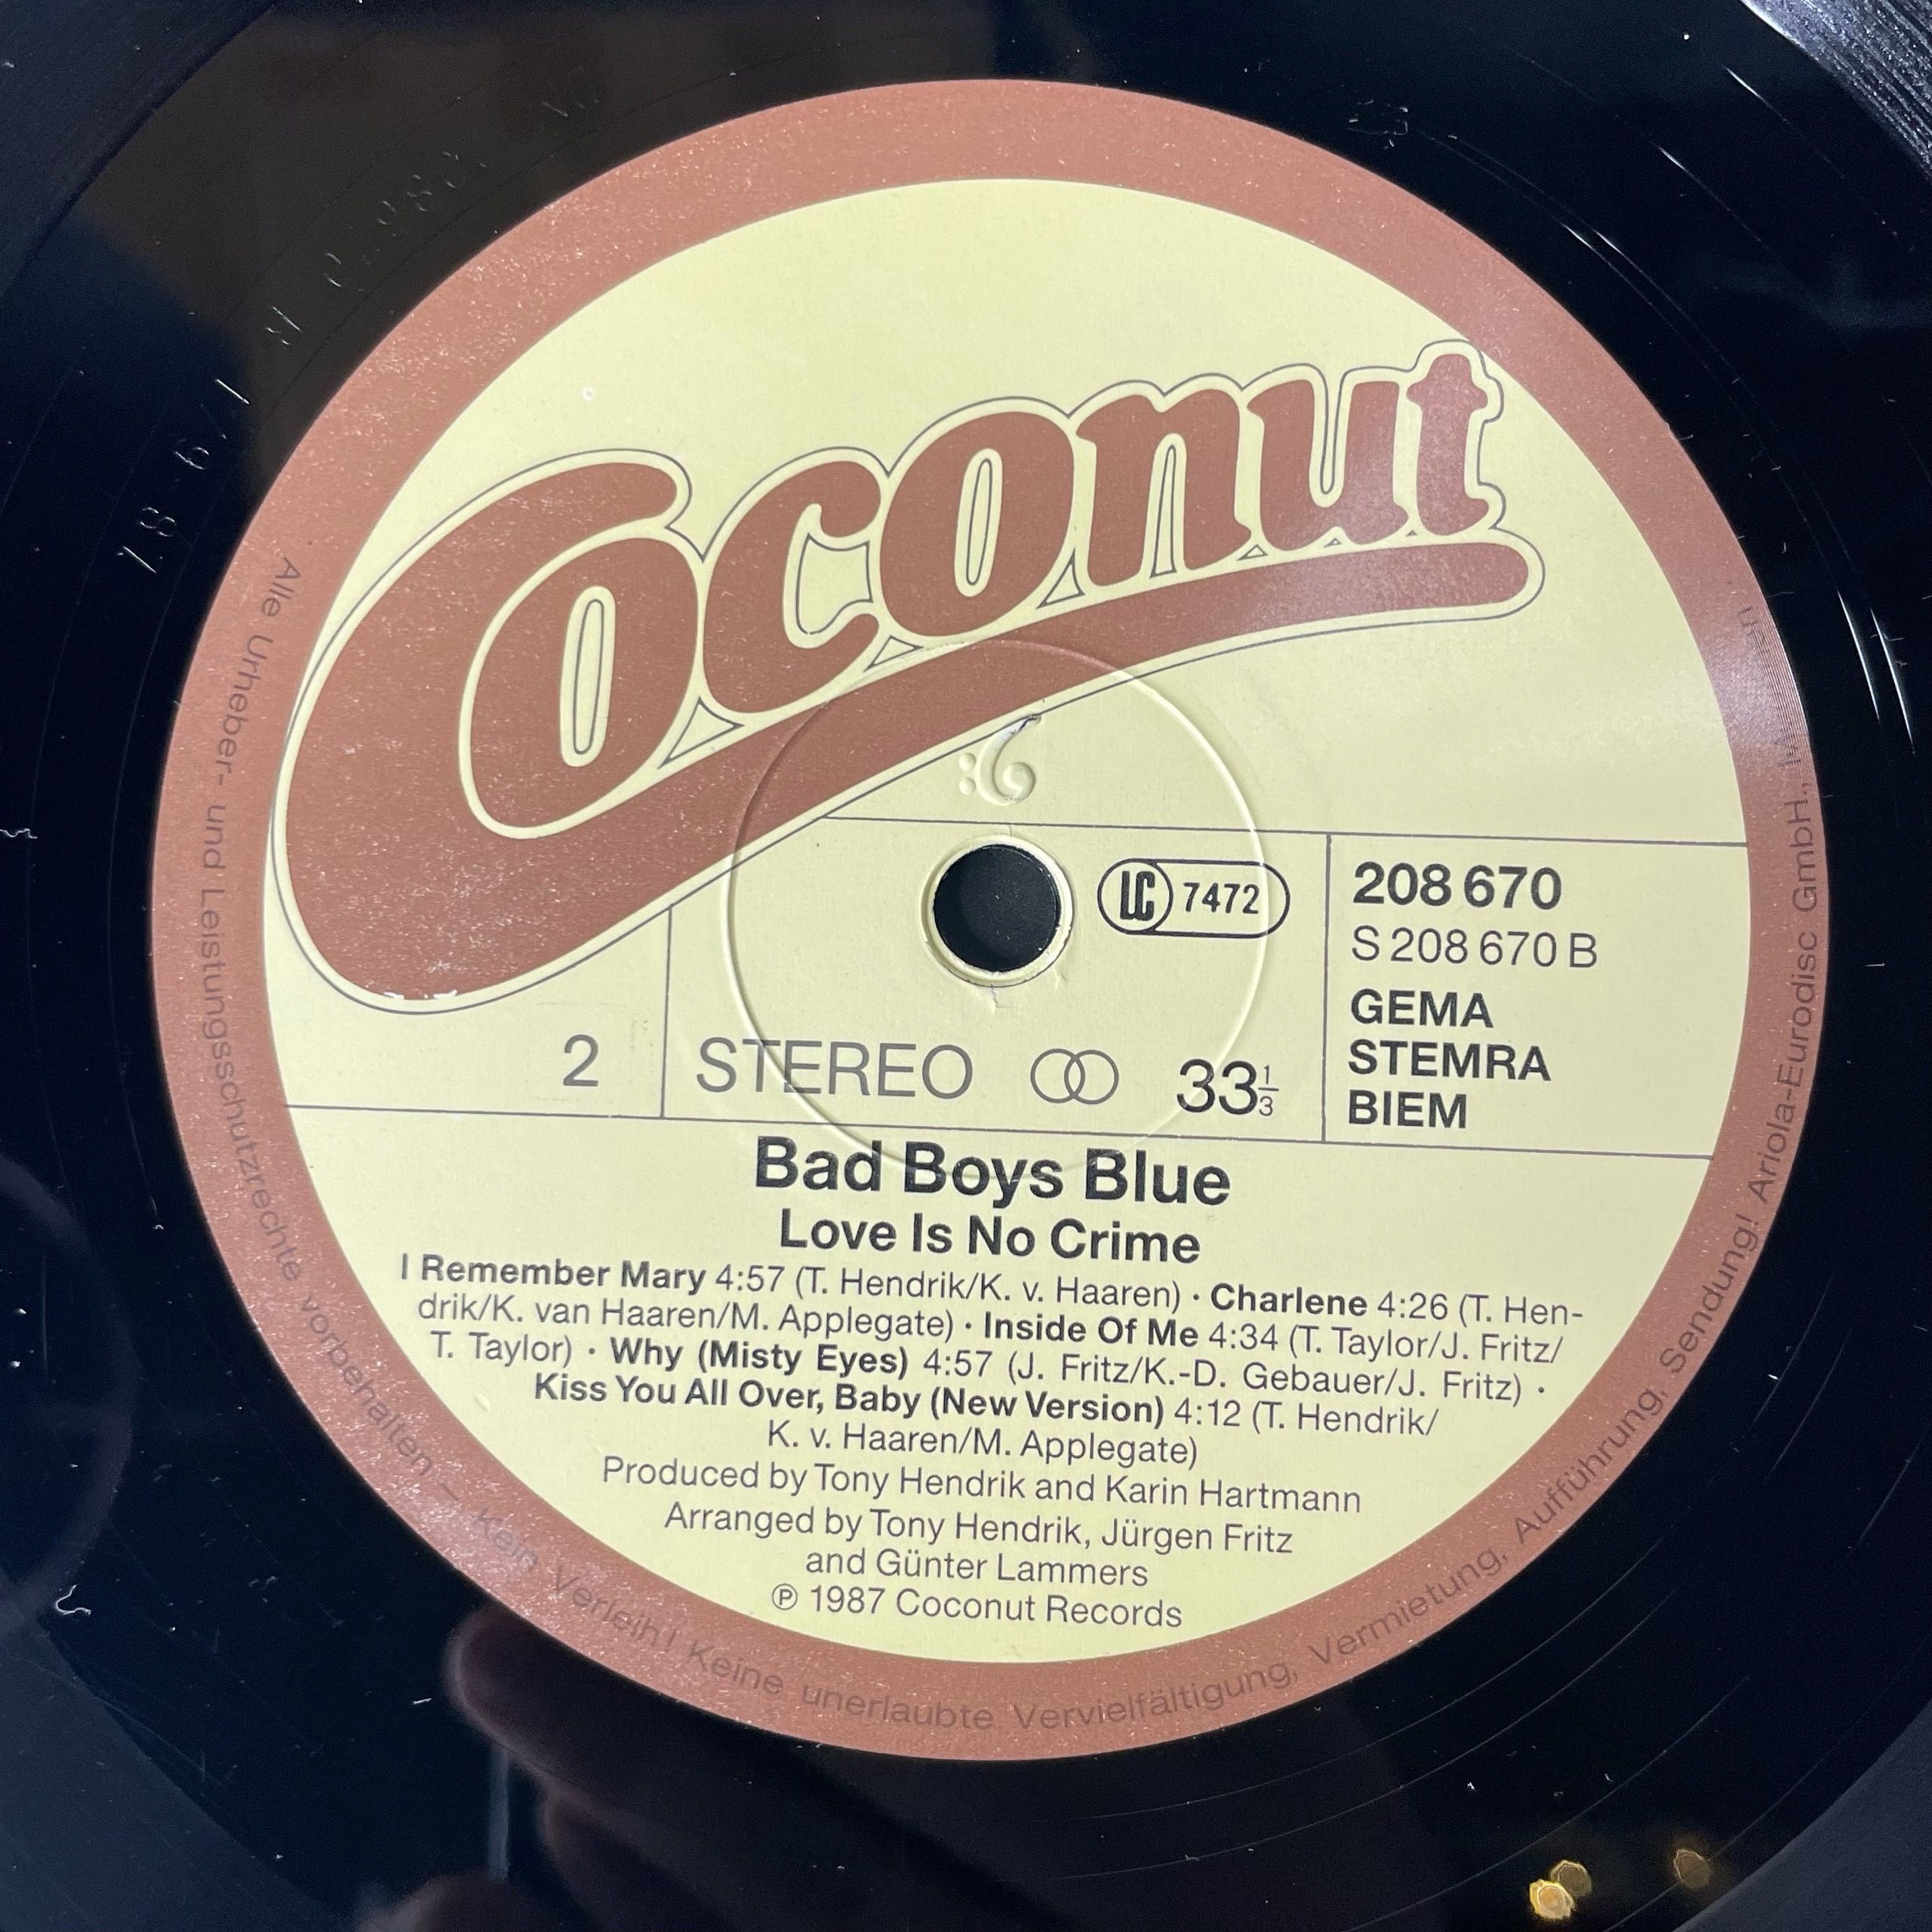 Coconut
LC 7472
208 670
S 208 670 B
GEMA
STEMRA
BIEM
2
STEREO
33 1/3
Bad Boys Blue
Love Is No Crime
I Remember Mary 4:57 (T. Hendrik/K. v. Haaren) · Charlene 4:26 (T. Hen-
drik/K. van Haaren/M. Applegate) · Inside Of Me 4:34 (T. Taylor/J. Fritz/
T. Taylor) · Why (Misty Eyes) 4:57 (J. Fritz/K.-D. Gebauer/J. Fritz) ·
Kiss You All Over, Baby (New Version) 4:12 (T. Hendrik/
K. v. Haaren/M. Applegate)
Produced by Tony Hendrik and Karin Hartmann
Arranged by Tony Hendrik, Jürgen Fritz
and Günter Lammers
℗ 1987 Coconut Records
Alle Urheber- und Leistungsschutzrechte vorbehalten – Kein Verleih! Keine unerlaubte Vervielfältigung, Vermietung, Aufführung, Sendung! Ariola-Eurodisc GmbH.,